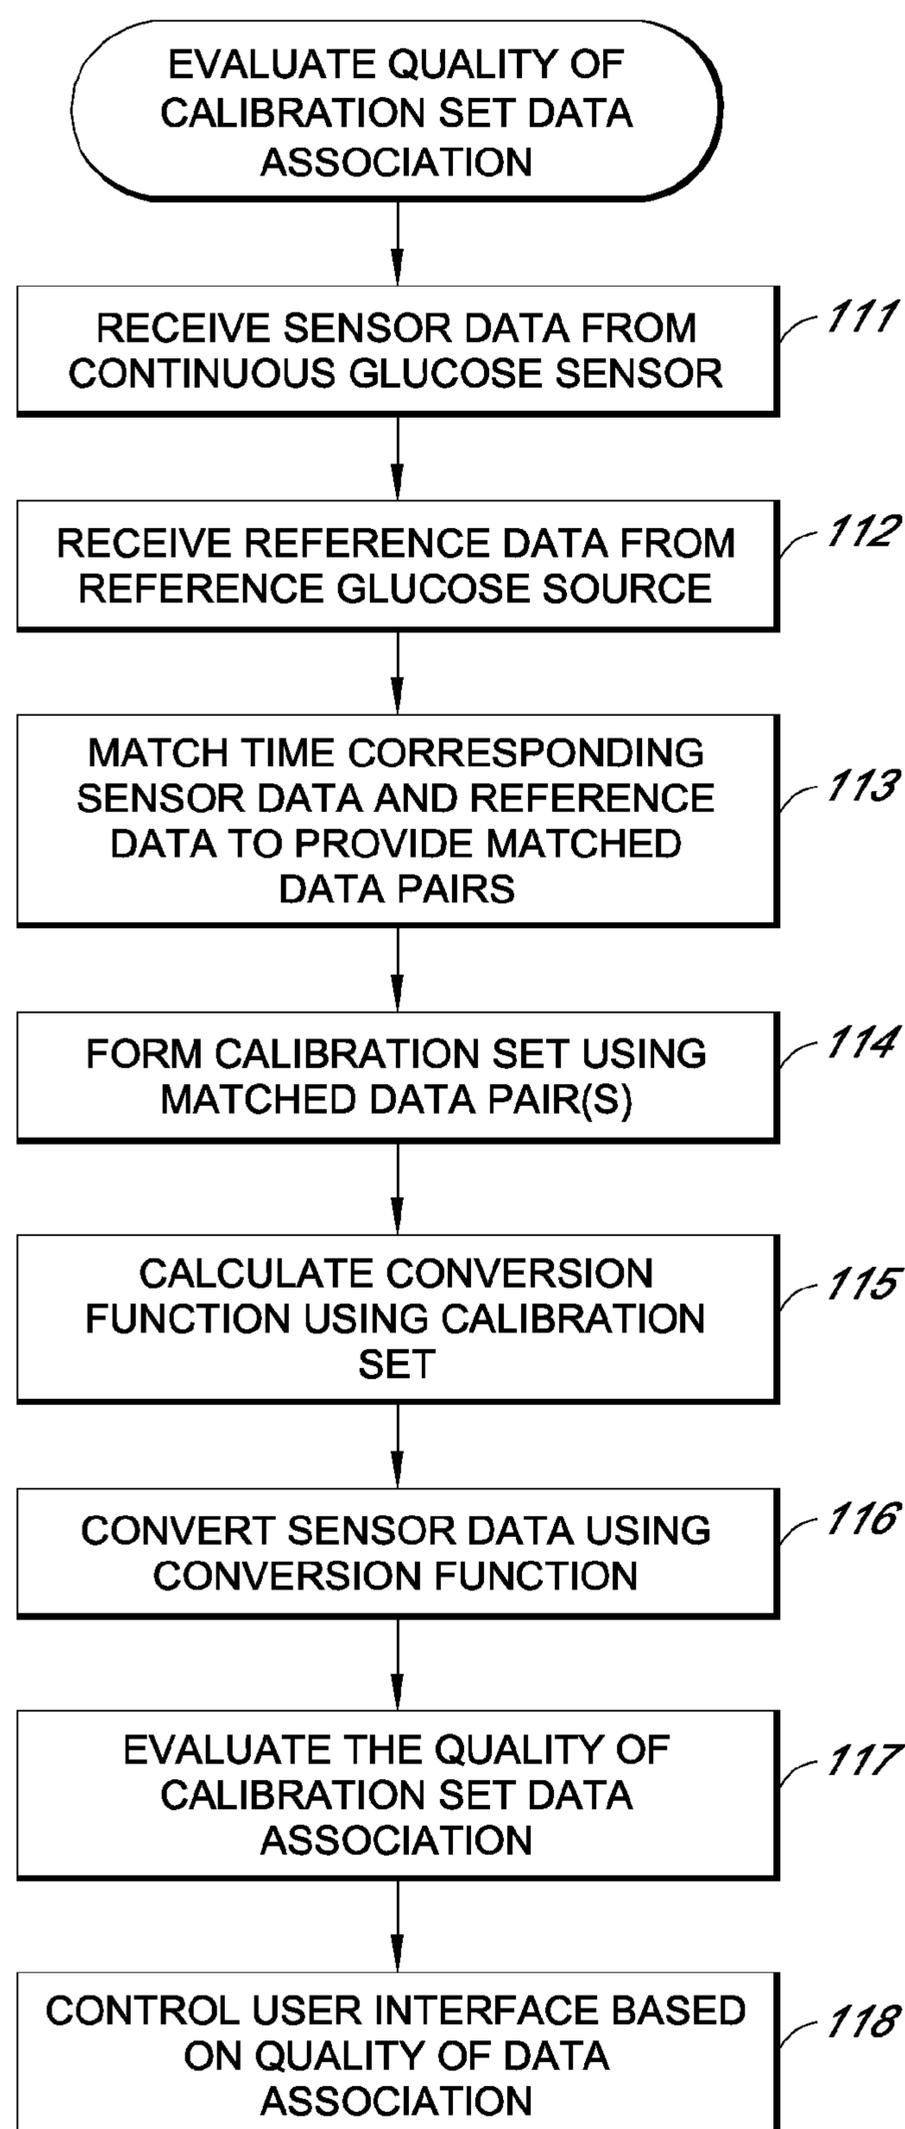 EVALUATE QUALITY OF
CALIBRATION SET DATA
ASSOCIATION
RECEIVE SENSOR DATA FROM
CONTINUOUS GLUCOSE SENSOR
111
RECEIVE REFERENCE DATA FROM
REFERENCE GLUCOSE SOURCE
112
MATCH TIME CORRESPONDING
SENSOR DATA AND REFERENCE
DATA TO PROVIDE MATCHED
DATA PAIRS
113
FORM CALIBRATION SET USING
MATCHED DATA PAIR(S)
114
CALCULATE CONVERSION
FUNCTION USING CALIBRATION
SET
115
CONVERT SENSOR DATA USING
CONVERSION FUNCTION
116
EVALUATE THE QUALITY OF
CALIBRATION SET DATA
ASSOCIATION
117
CONTROL USER INTERFACE BASED
ON QUALITY OF DATA
ASSOCIATION
118